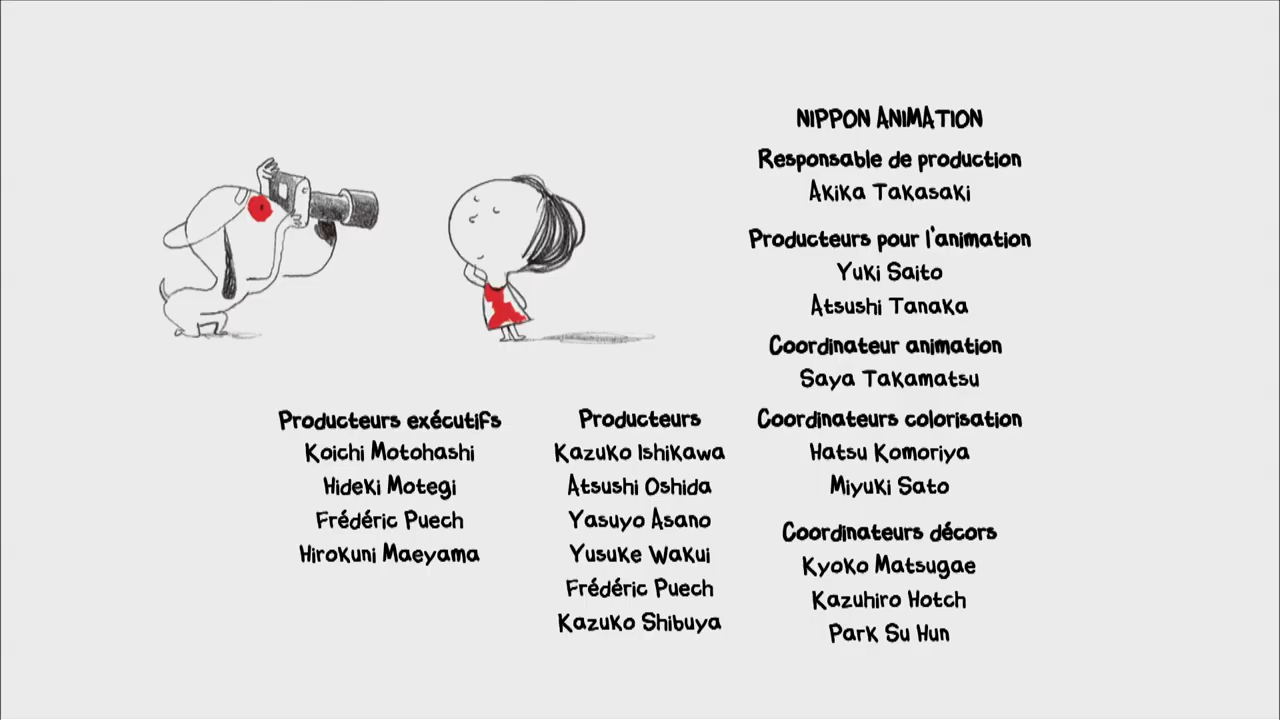 NIPPON ANIMATION
Responsable de production
Akika Takasaki
Producteurs pour l'animation
Yuki Saito
Atsushi Tanaka
Coordinateur animation
Saya Takamatsu
Producteurs exécutifs
Koichi Motohashi
Hideki Motegi
Frédéric Puech
Hirokuni Maeyama
Producteurs
Kazuko Ishikawa
Atsushi Oshida
Yasuyo Asano
Yusuke Wakui
Frédéric Puech
Kazuko Shibuya
Coordinateurs colorisation
Hatsu Komoriya
Miyuki Sato
Coordinateurs décors
Kyoko Matsugae
Kazuhiro Hotch
Park Su Hun